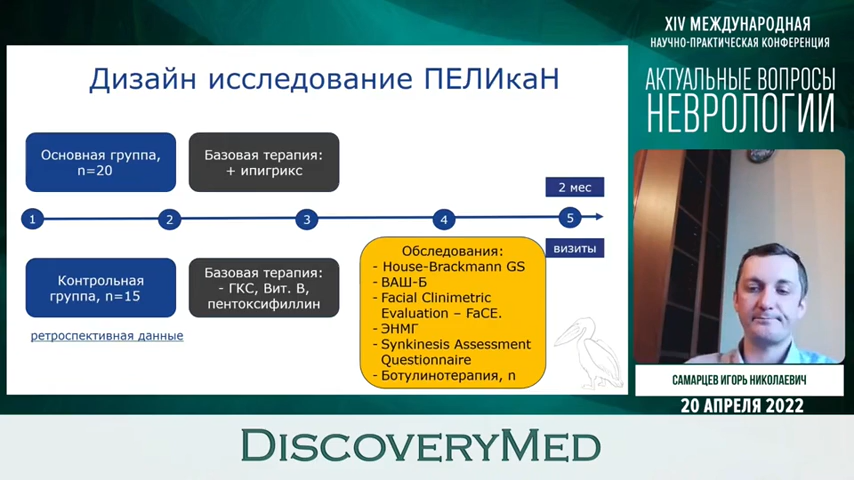 Дизайн исследование ПЕЛИкаН
Основная группа,
n=20
Базовая терапия:
+ ипигрикс
2 мес
1
2
3
4
5
визиты
Контрольная
группа, n=15
Базовая терапия:
- ГКС, Вит. В,
пентоксифиллин
ретроспективная данные
Обследования:
- House-Brackmann GS
- ВАШ-Б
- Facial Clinimetric
Evaluation – FaCE.
- ЭНМГ
- Synkinesis Assessment
Questionnaire
- Ботулинотерапия, n
XIV МЕЖДУНАРОДНАЯ
НАУЧНО-ПРАКТИЧЕСКАЯ КОНФЕРЕНЦИЯ
АКТУАЛЬНЫЕ ВОПРОСЫ
НЕВРОЛОГИИ
САМАРЦЕВ ИГОРЬ НИКОЛАЕВИЧ
20 АПРЕЛЯ 2022
DISCOVERYMED